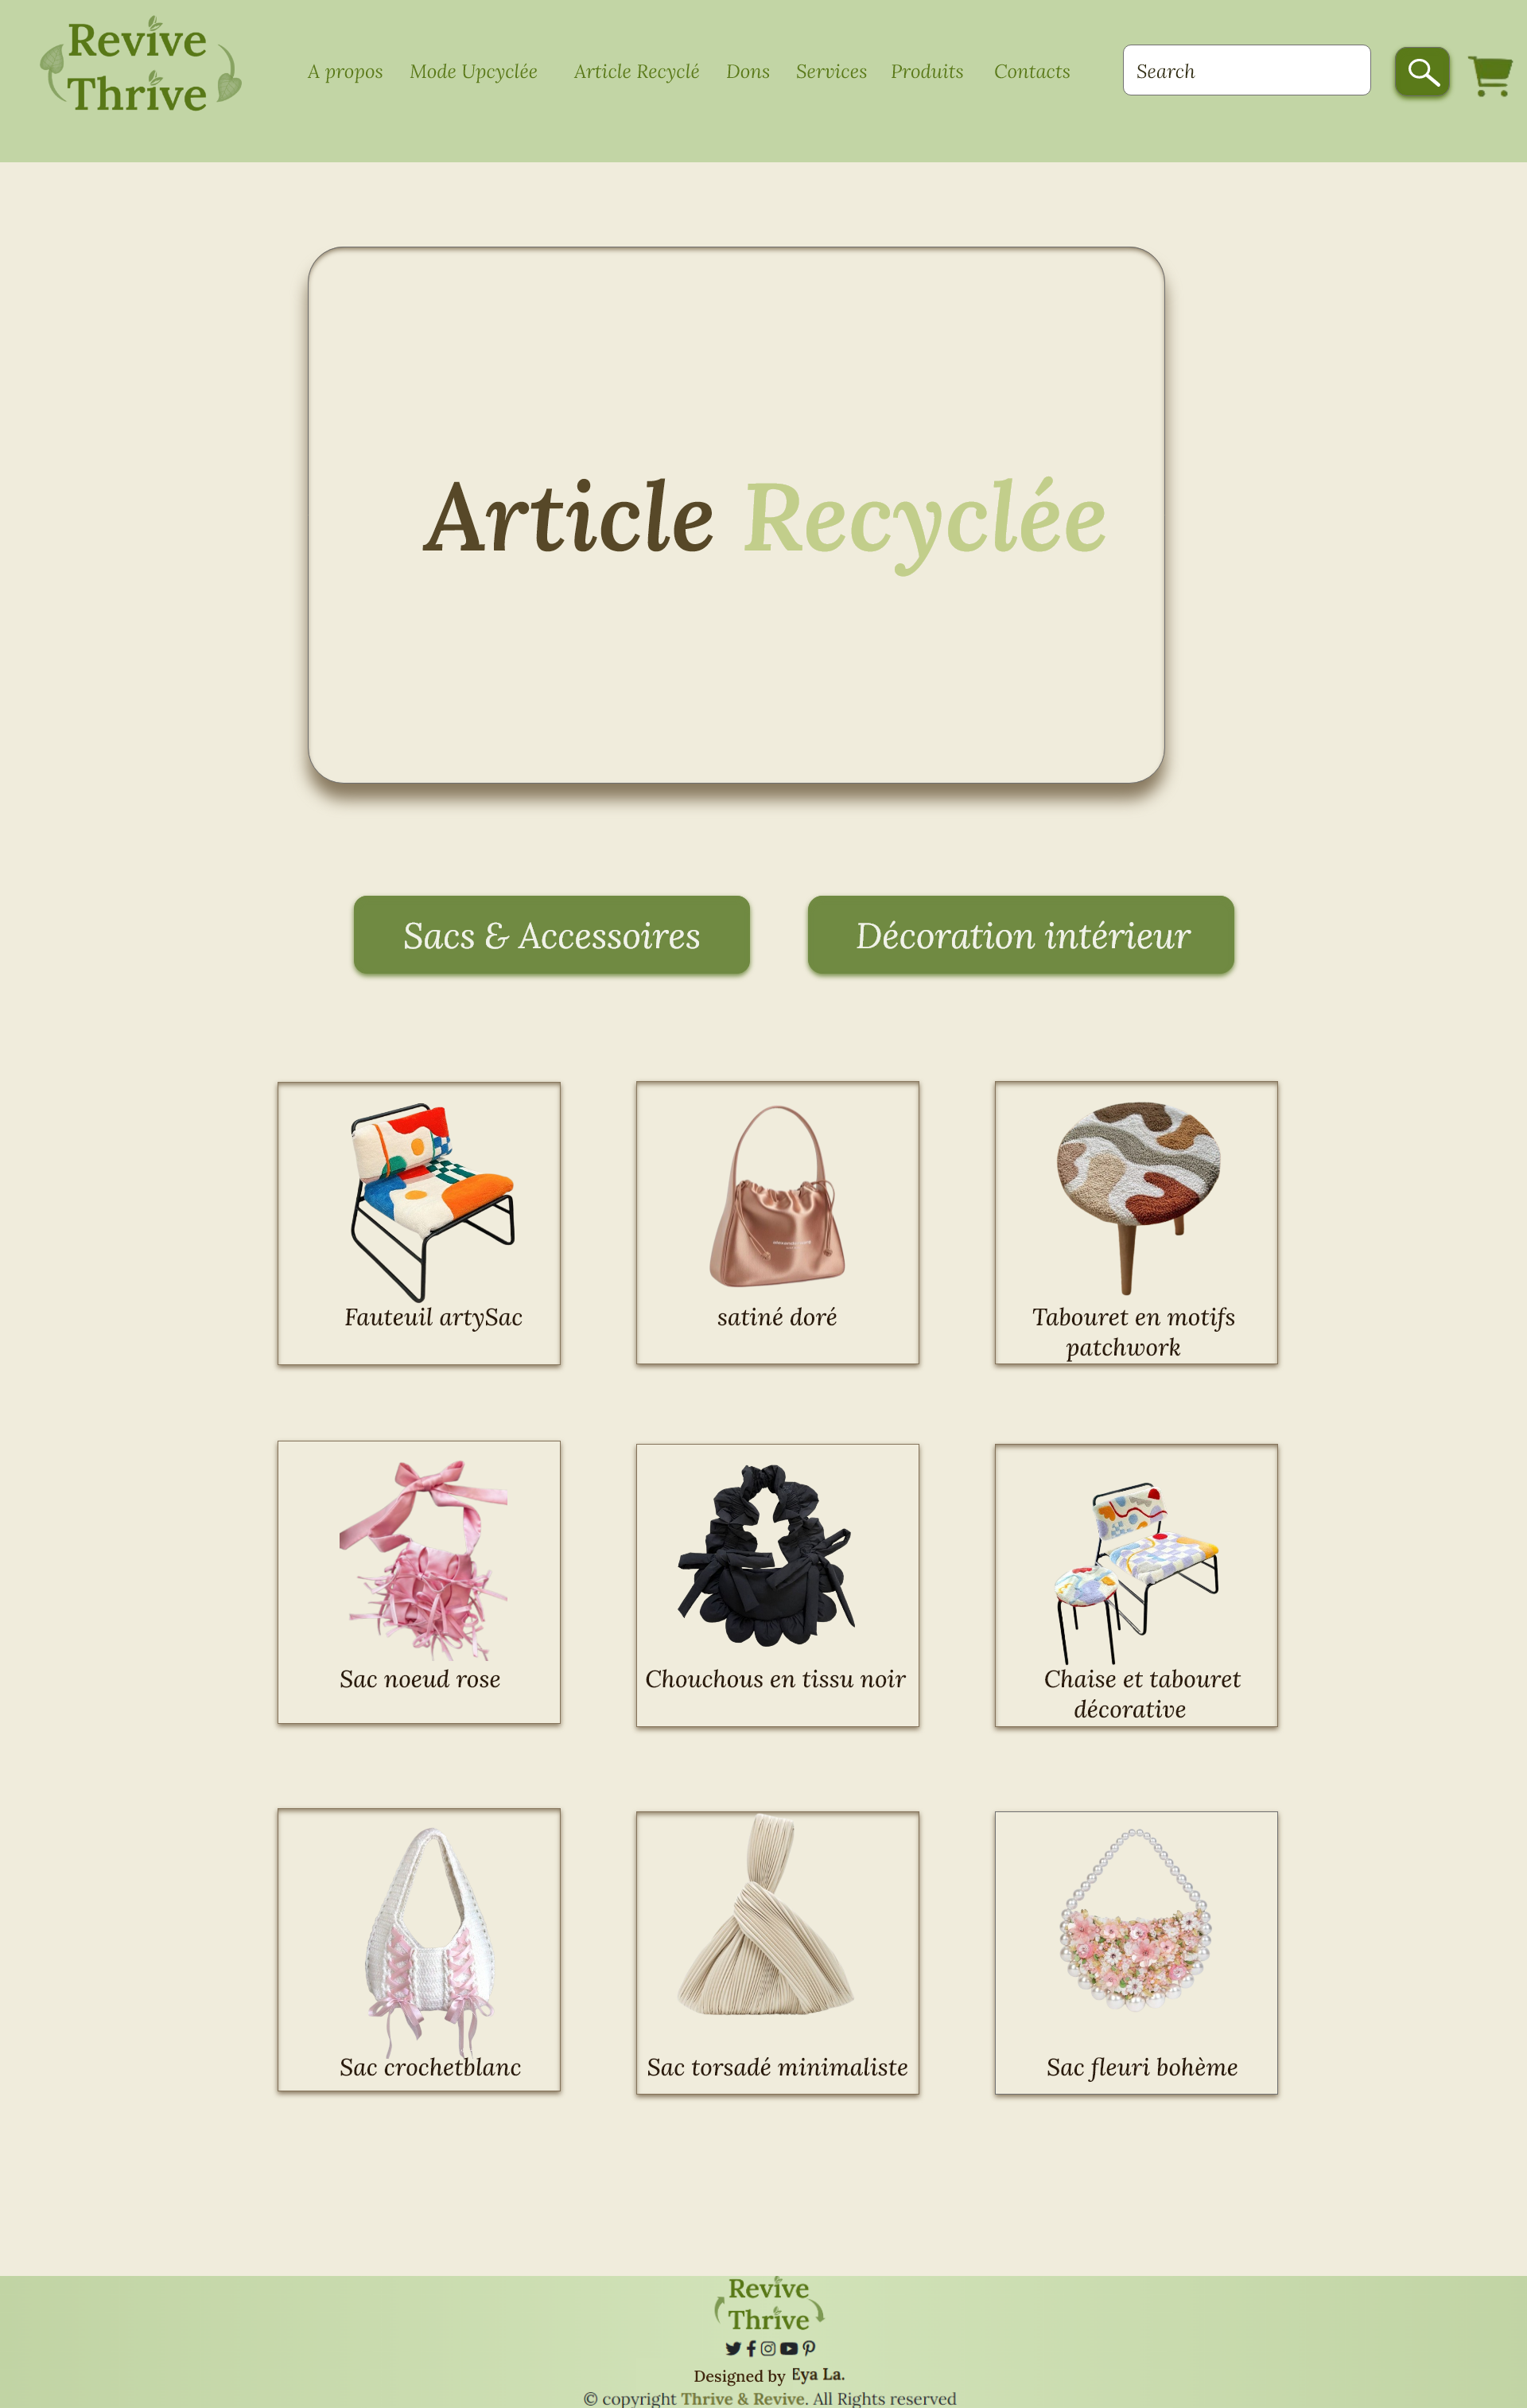 Revive
Thrive
A propos Mode Upcyclée Article Recyclé Dons Services Produits Contacts Search
Article Recyclée
Sacs & Accessoires Décoration intérieur
Fauteuil artySac satiné doré Tabouret en motifs
patchwork
Sac noeud rose Chouchous en tissu noir Chaise et tabouret
décorative
Sac crochetblanc Sac torsadé minimaliste Sac fleuri bohème
Revive
Thrive
Designed by Eya La.
© copyright Thrive & Revive. All Rights reserved